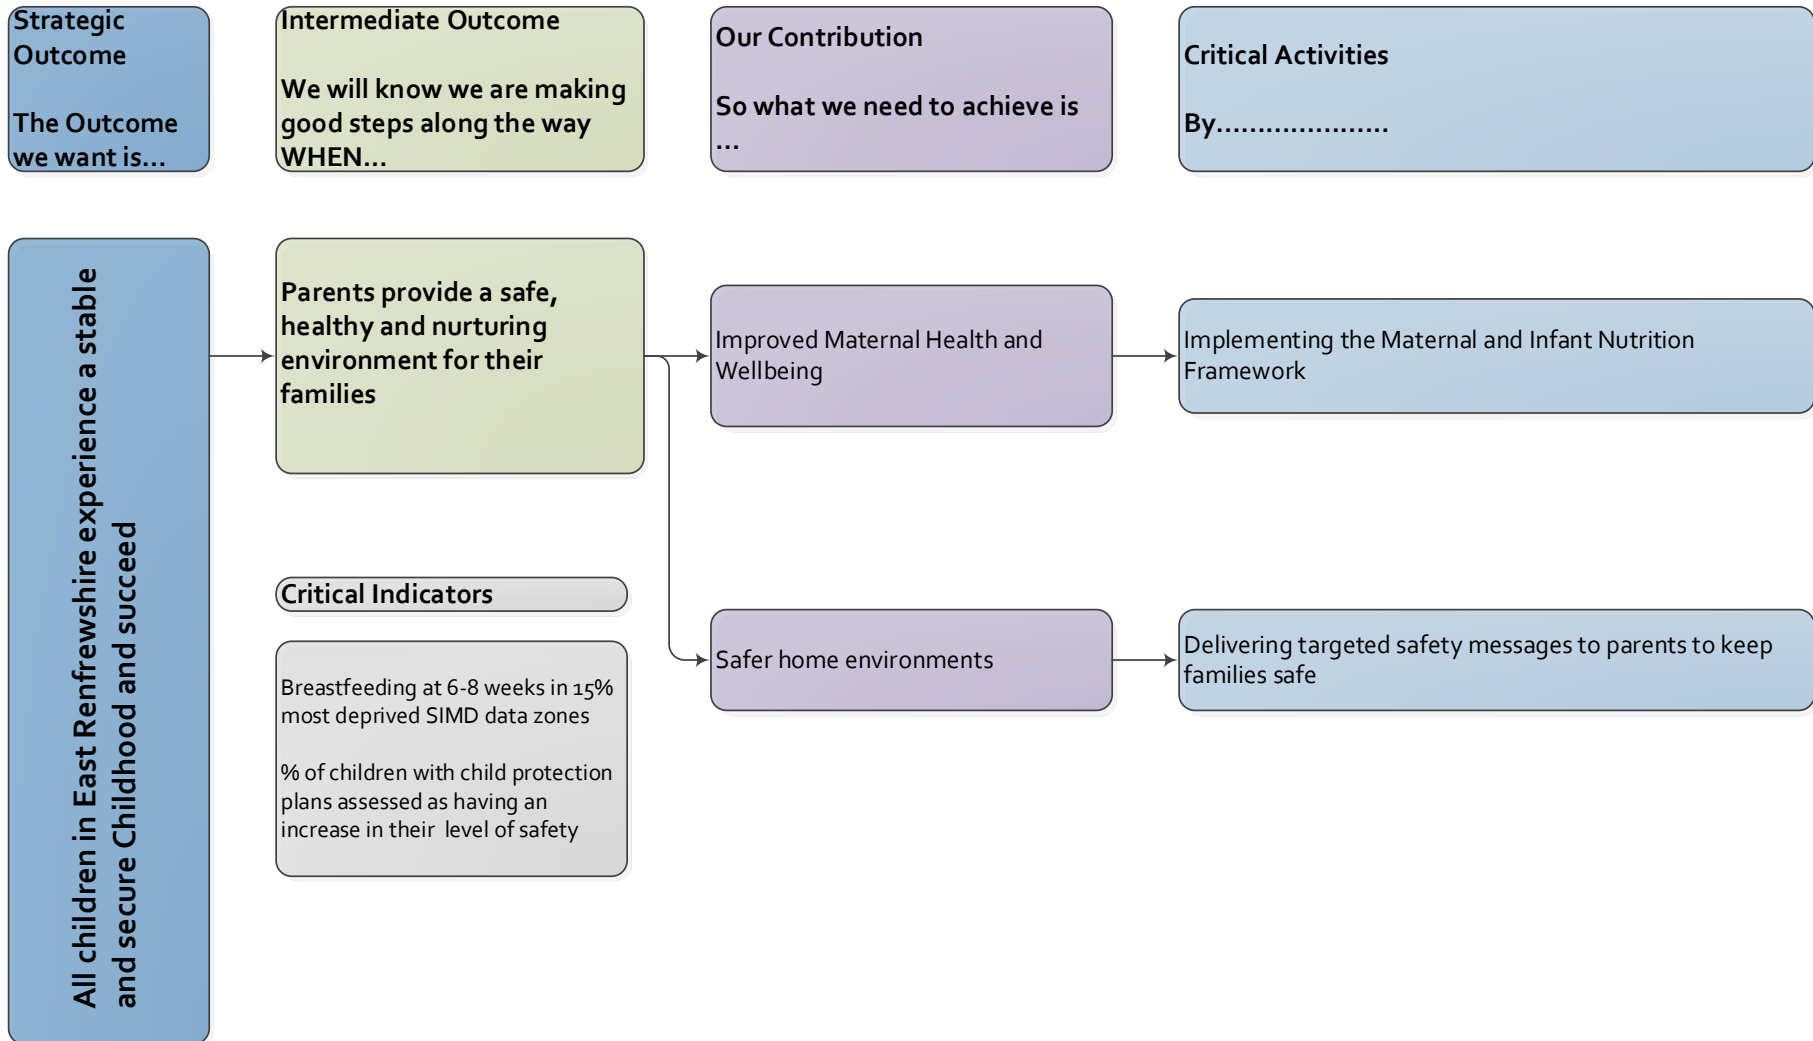 Strategic
Outcome
The Outcome
we want is...
Intermediate Outcome
We will know we are making
good steps along the way
WHEN...
Our Contribution
So what we need to achieve is
...
Critical Activities
By.....................
All children in East Renfrewshire experience a stable
and secure Childhood and succeed
Parents provide a safe,
healthy and nurturing
environment for their
families
Improved Maternal Health and
Wellbeing
Implementing the Maternal and Infant Nutrition
Framework
Critical Indicators
Breastfeeding at 6-8 weeks in 15%
most deprived SIMD data zones
% of children with child protection
plans assessed as having an
increase in their level of safety
Safer home environments
Delivering targeted safety messages to parents to keep
families safe